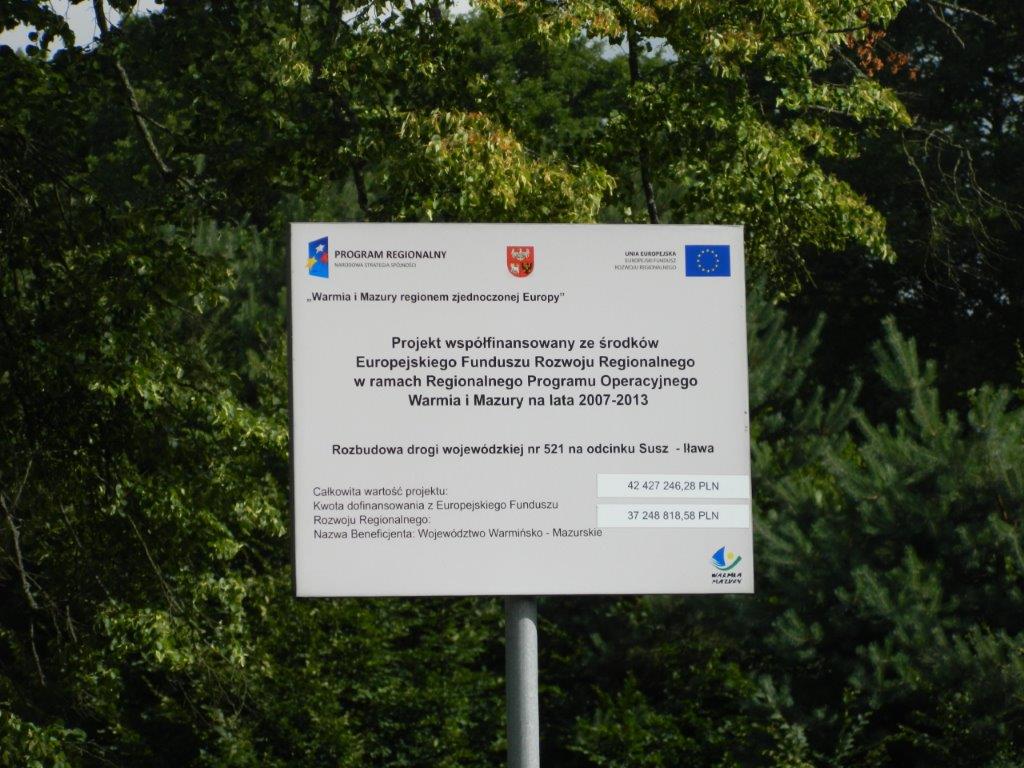 PROGRAM REGIONALNY
NARODOWA STRATEGIA SPÓJNOŚCI
UNIA EUROPEJSKA
EUROPEJSKI FUNDUSZ
ROZWOJU REGIONALNEGO
„Warmia i Mazury regionem zjednoczonej Europy”
Projekt współfinansowany ze środków
Europejskiego Funduszu Rozwoju Regionalnego
w ramach Regionalnego Programu Operacyjnego
Warmia i Mazury na lata 2007-2013
Rozbudowa drogi wojewódzkiej nr 521 na odcinku Susz - Iława
Całkowita wartość projektu: 42 427 246,28 PLN
Kwota dofinansowania z Europejskiego Funduszu
Rozwoju Regionalnego: 37 248 818,58 PLN
Nazwa Beneficjenta: Województwo Warmińsko - Mazurskie
WARMIA
MAZURY